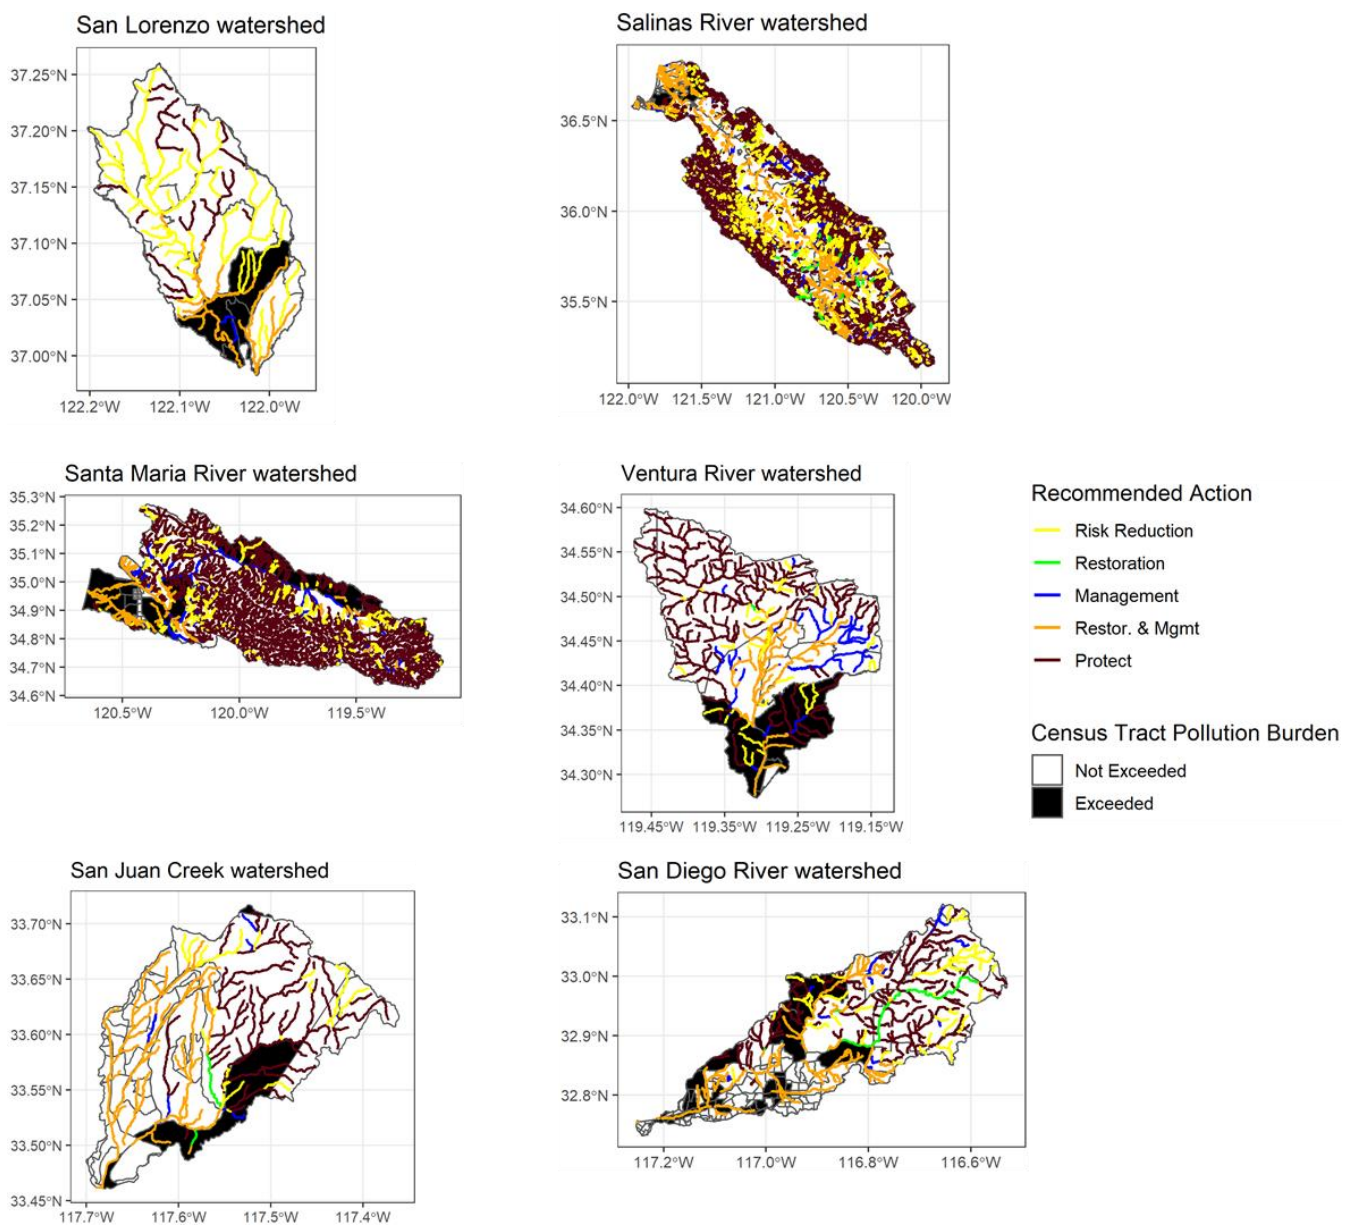 San Lorenzo watershed
37.25°N
37.20°N
37.15°N
37.10°N
37.05°N
37.00°N
122.2°W 122.1°W 122.0°W
Salinas River watershed
36.5°N
36.0°N
35.5°N
122.0°W 121.5°W 121.0°W 120.5°W 120.0°W
Santa Maria River watershed
35.3°N
35.2°N
35.1°N
35.0°N
34.9°N
34.8°N
34.7°N
34.6°N
120.5°W 120.0°W 119.5°W
Ventura River watershed
34.60°N
34.55°N
34.50°N
34.45°N
34.40°N
34.35°N
34.30°N
119.45°W 119.35°W 119.25°W 119.15°W
Recommended Action
Risk Reduction
Restoration
Management
Restor. & Mgmt
Protect
Census Tract Pollution Burden
Not Exceeded
Exceeded
San Juan Creek watershed
33.70°N
33.65°N
33.60°N
33.55°N
33.50°N
33.45°N
117.7°W 117.6°W 117.5°W 117.4°W
San Diego River watershed
33.1°N
33.0°N
32.9°N
32.8°N
117.2°W 117.0°W 116.8°W 116.6°W